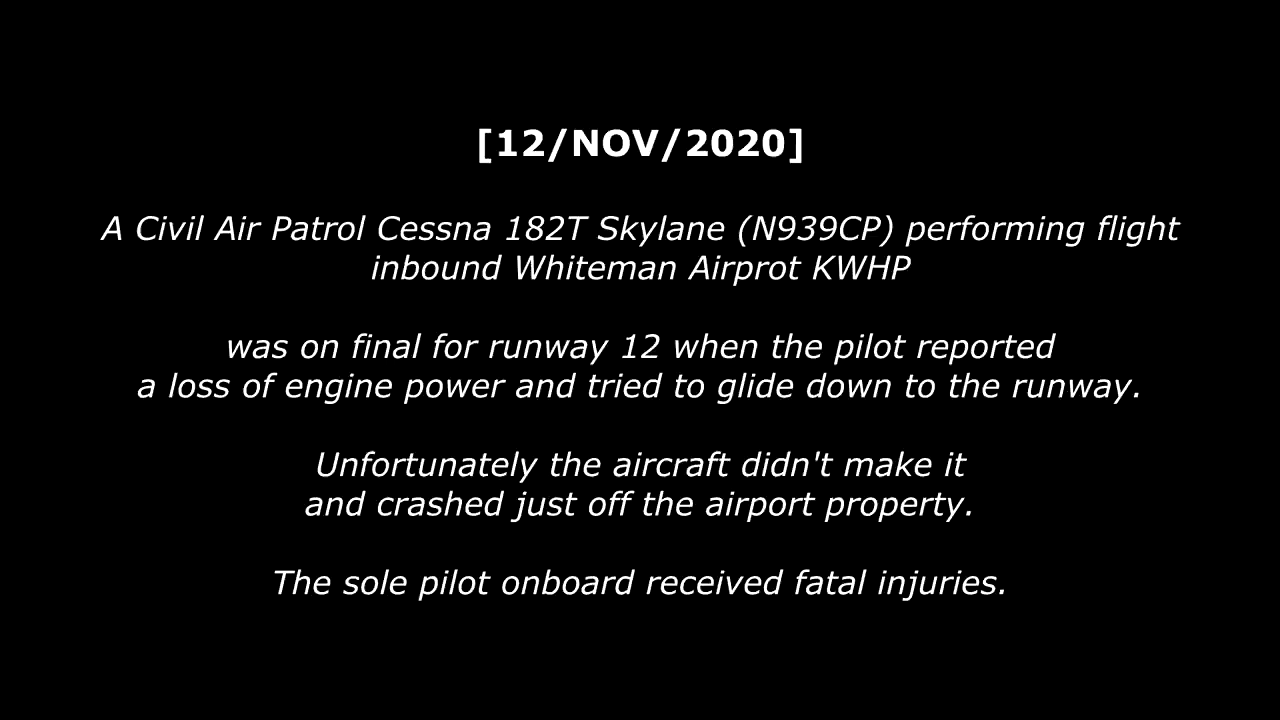 [12/NOV/2020]
A Civil Air Patrol Cessna 182T Skylane (N939CP) performing flight
inbound Whiteman Airprot KWHP
was on final for runway 12 when the pilot reported
a loss of engine power and tried to glide down to the runway.
Unfortunately the aircraft didn't make it
and crashed just off the airport property.
The sole pilot onboard received fatal injuries.